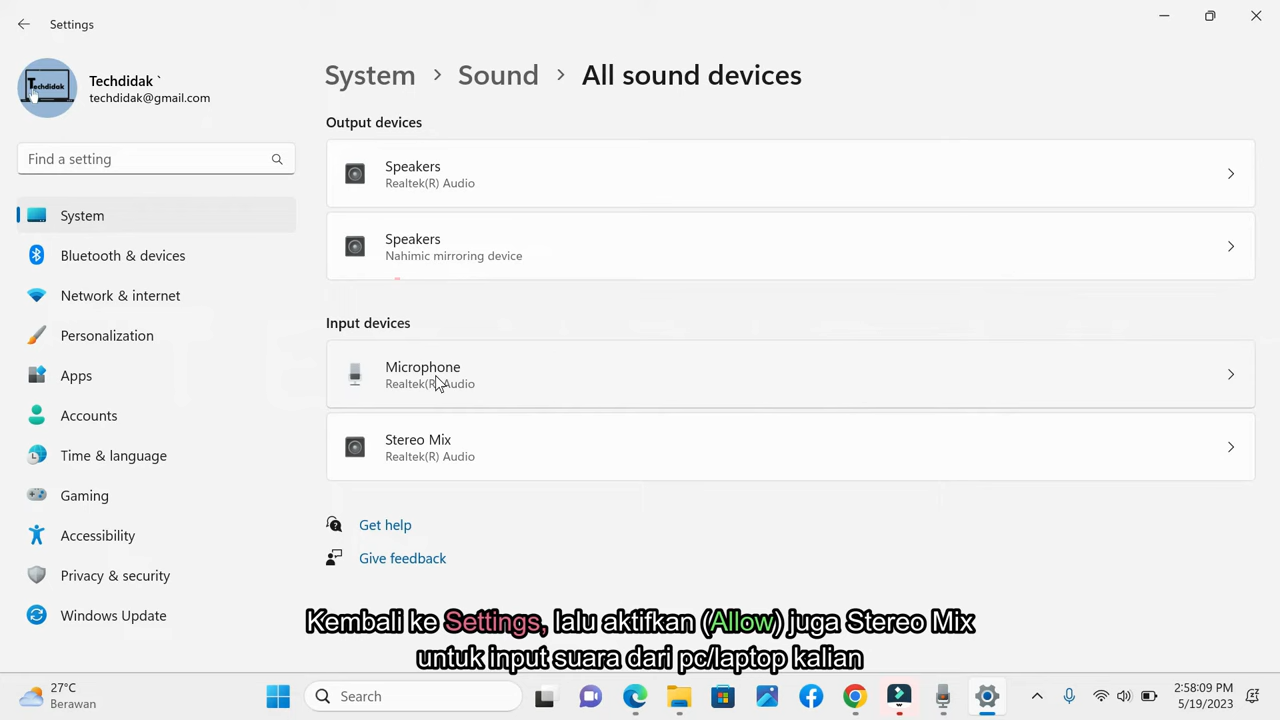 Settings
Techdidak
Techdidak `
techdidak@gmail.com
Find a setting
System
Bluetooth & devices
Network & internet
Personalization
Apps
Accounts
Time & language
Gaming
Accessibility
Privacy & security
Windows Update
System > Sound > All sound devices
Output devices
Speakers
Realtek(R) Audio
Speakers
Nahimic mirroring device
Input devices
Microphone
Realtek(R) Audio
Stereo Mix
Realtek(R) Audio
Get help
Give feedback
Kembali ke Settings, lalu aktifkan (Allow) juga Stereo Mix
untuk input suara dari pc/laptop kalian
27°C
Berawan
Search
2:58:09 PM
5/19/2023